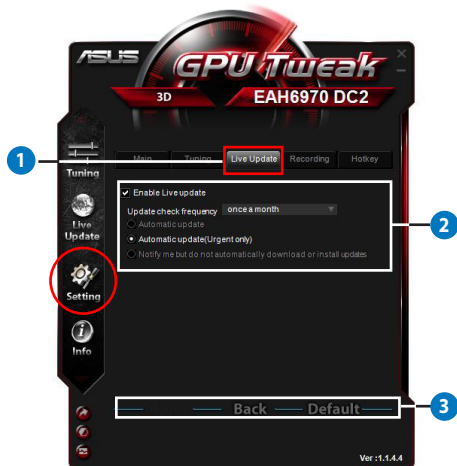 ASUS
GPU Tweak
3D
EAH6970 DC2
1
Main Tuning Live Update Recording Hotkey
Tuning
Enable Live update
Update check frequency once a month
Automatic update
Automatic update(Urgent only)
Notify me but do not automatically download or install updates
2
Live
Update
Setting
Info
Back Default
3
Ver :1.1.4.4